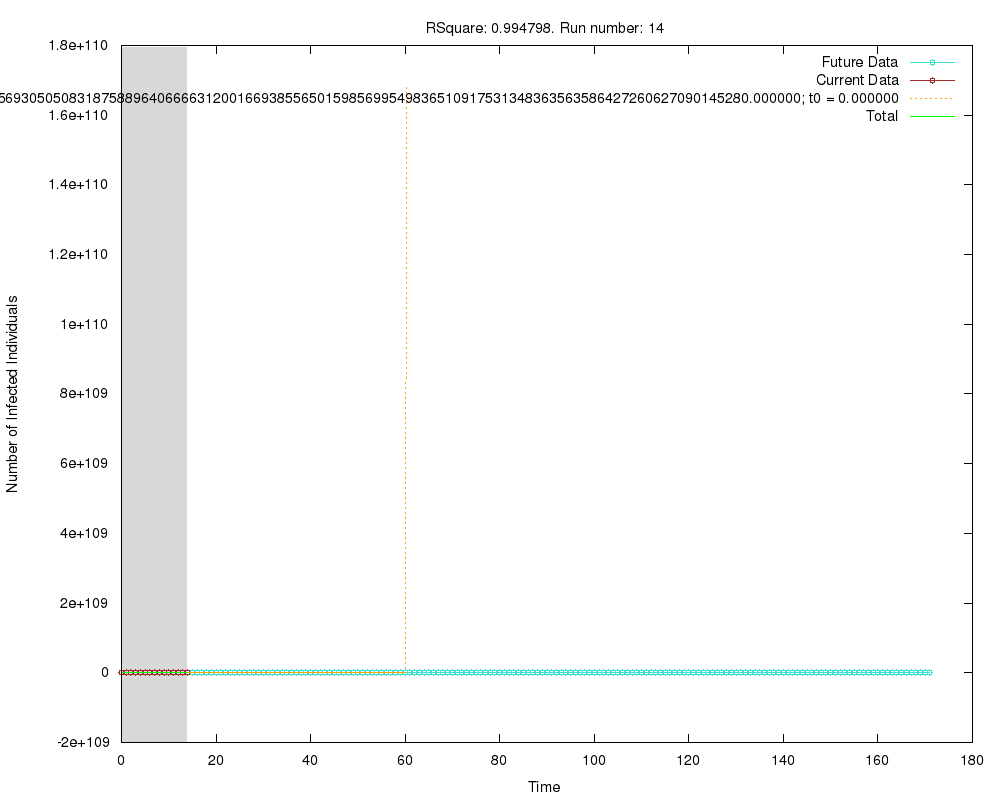 RSquare: 0.994798. Run number: 14
Future Data
Current Data
569305050831875889640666631200166938556501598569954983651091753134836356358642726062709014528​0.000000; t0 = 0.000000
Total
1.8e+110
1.6e+110
1.4e+110
1.2e+110
1e+110
8e+109
6e+109
4e+109
2e+109
0
-2e+109
0 20 40 60 80 100 120 140 160 180
Number of Infected Individuals
Time